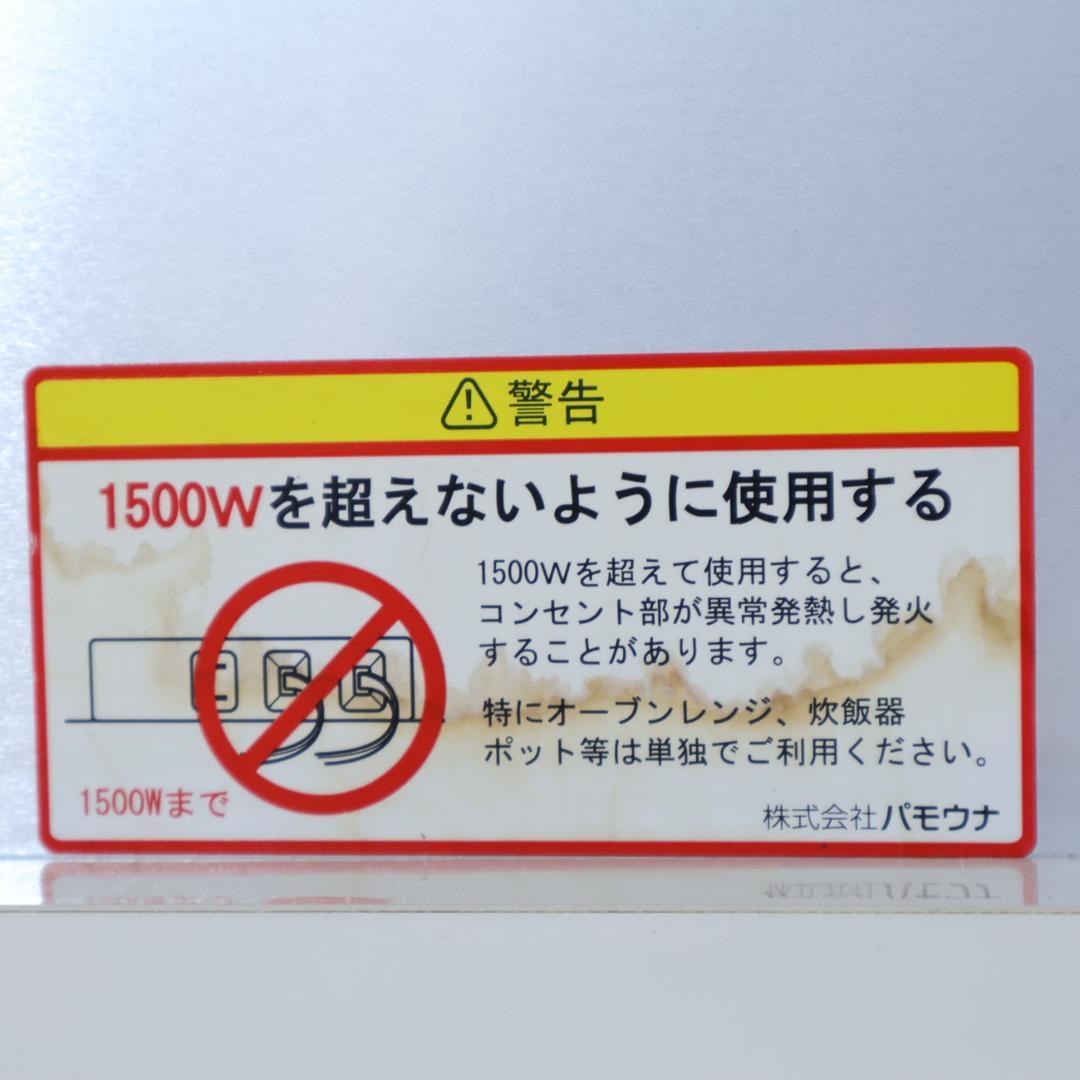 警告
1500Wを超えないように使用する
1500Wを超えて使用すると、
コンセント部が異常発熱し発火
することがあります。
特にオーブンレンジ、炊飯器
ポット等は単独でご利用ください。
1500Wまで
株式会社パモウナ